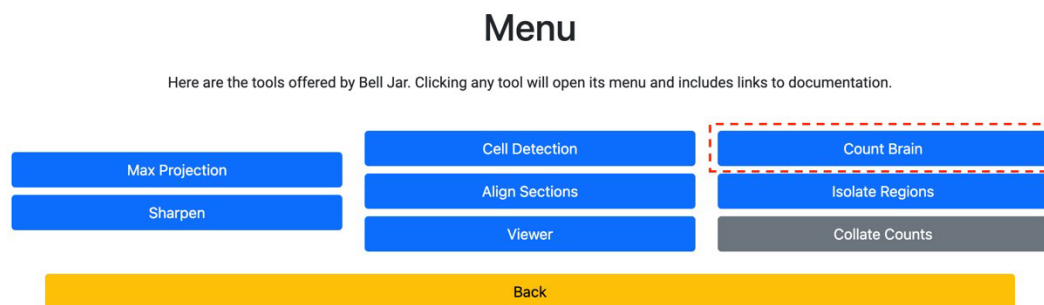 Menu
Here are the tools offered by Bell Jar. Clicking any tool will open its menu and includes links to documentation.
Max Projection
Sharpen
Cell Detection
Align Sections
Viewer
Count Brain
Isolate Regions
Collate Counts
Back